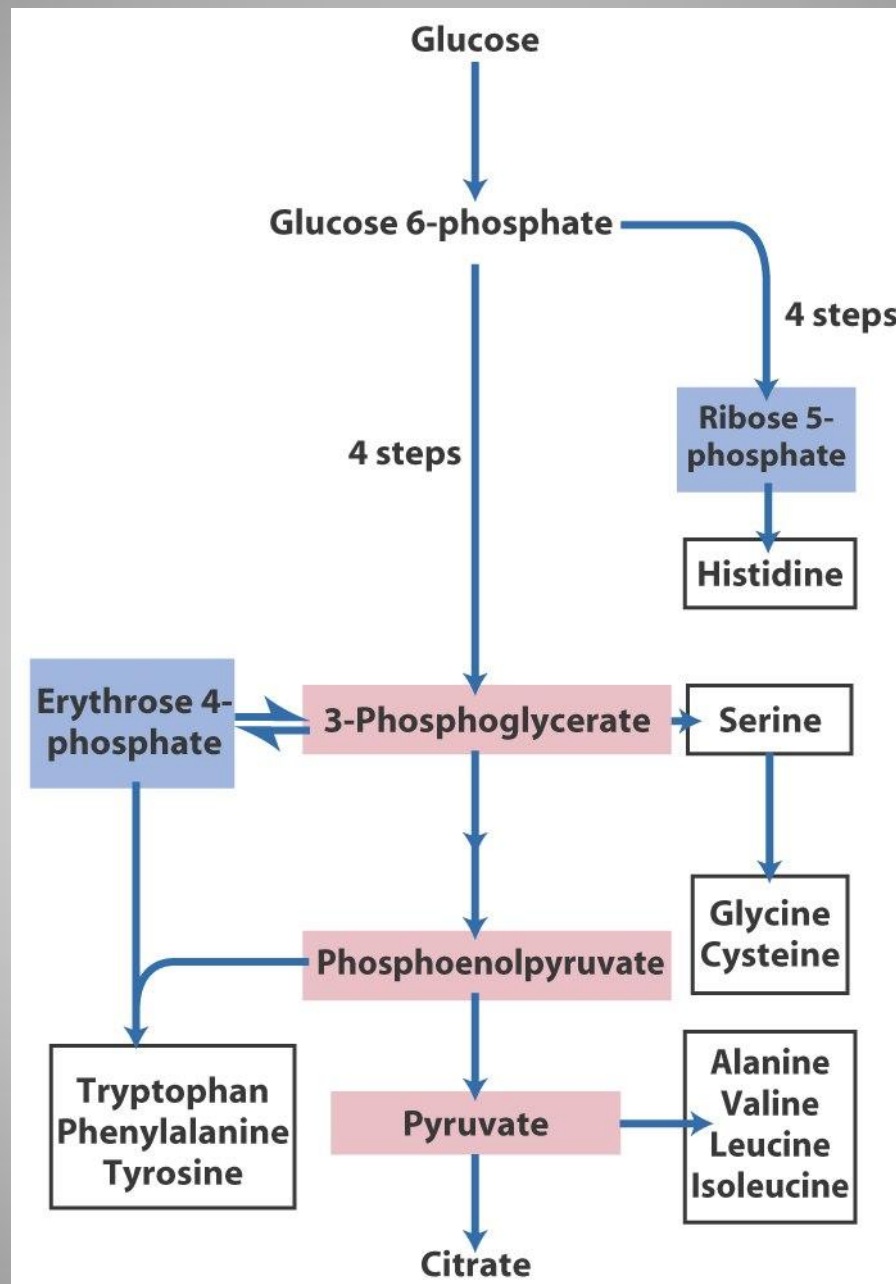 Glucose
Glucose 6-phosphate
4 steps
Ribose 5-
phosphate
4 steps
Histidine
Erythrose 4-
phosphate
3-Phosphoglycerate
Serine
Glycine
Cysteine
Phosphoenolpyruvate
Tryptophan
Phenylalanine
Tyrosine
Pyruvate
Alanine
Valine
Leucine
Isoleucine
Citrate